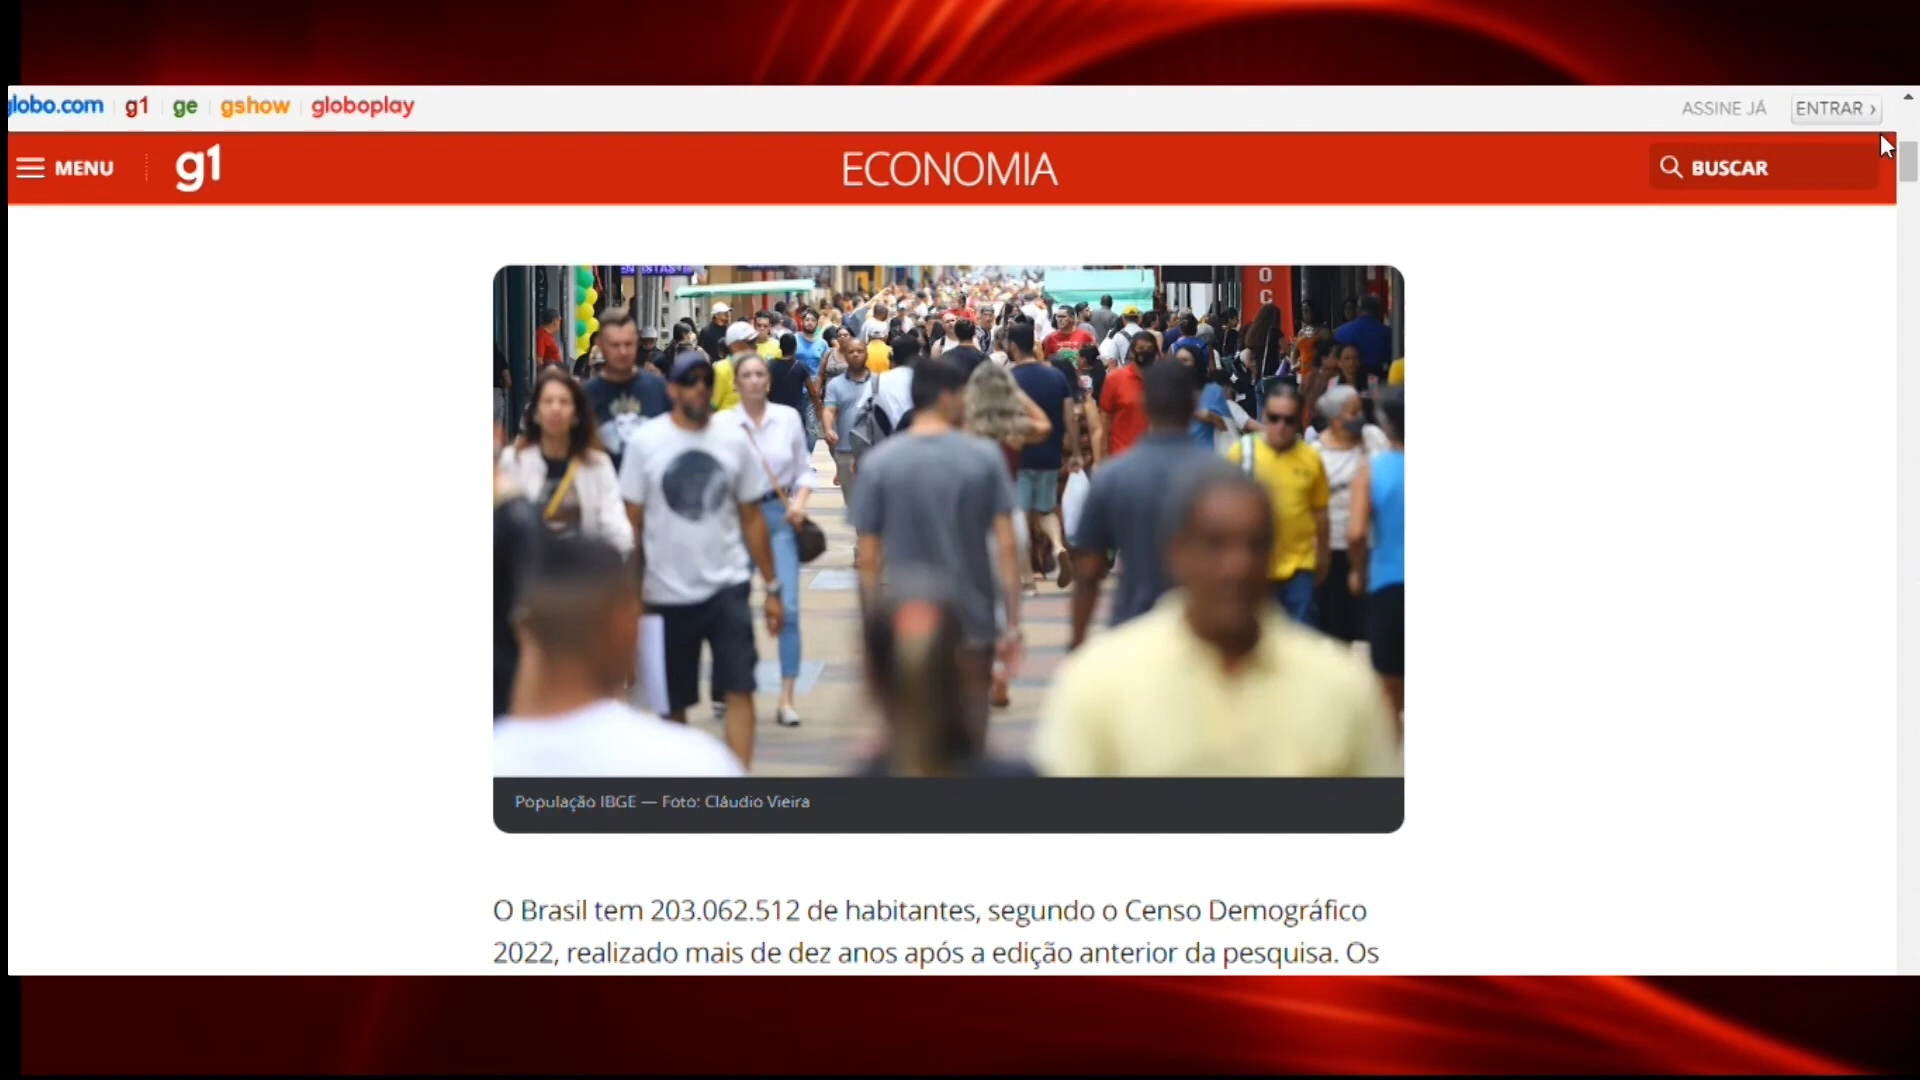 globo.com g1 ge gshow globoplay ASSINE JÁ ENTRAR ›
MENU g1 ECONOMIA BUSCAR
O
C
População IBGE — Foto: Cláudio Vieira
O Brasil tem 203.062.512 de habitantes, segundo o Censo Demográfico
2022, realizado mais de dez anos após a edição anterior da pesquisa. Os